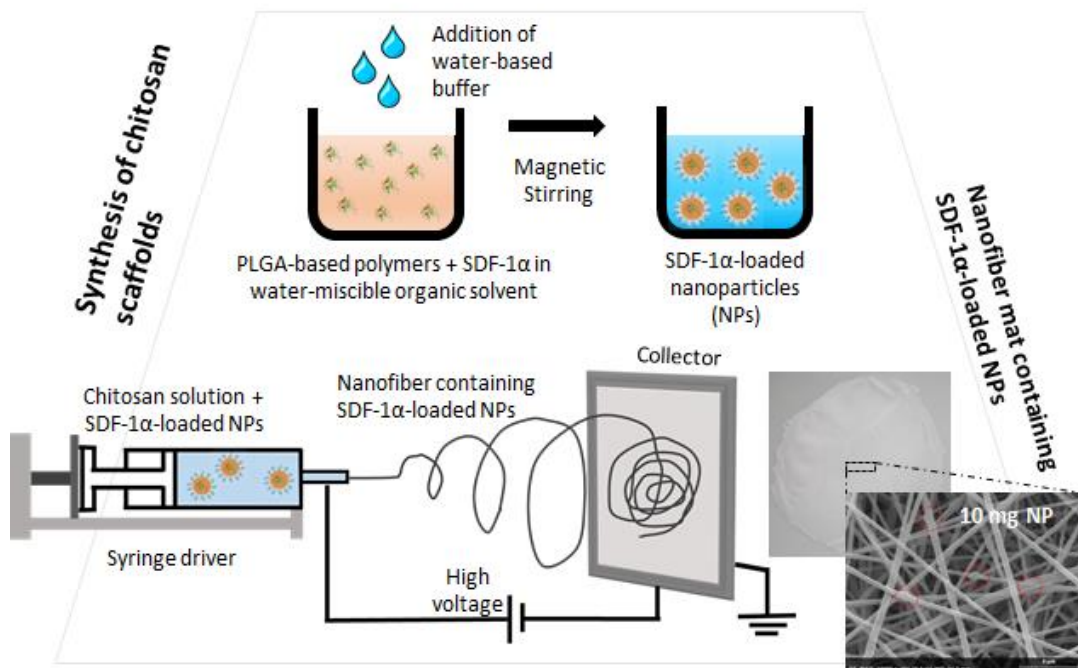 Synthesis of chitosan
scaffolds
Addition of
water-based
buffer
Magnetic
Stirring
PLGA-based polymers + SDF-1α in
water-miscible organic solvent
SDF-1α-loaded
nanoparticles
(NPs)
Nanofiber mat containing
SDF-1α-loaded NPs
Chitosan solution +
SDF-1α-loaded NPs
Nanofiber containing
SDF-1α-loaded NPs
Collector
Syringe driver
High
voltage
10 mg NP